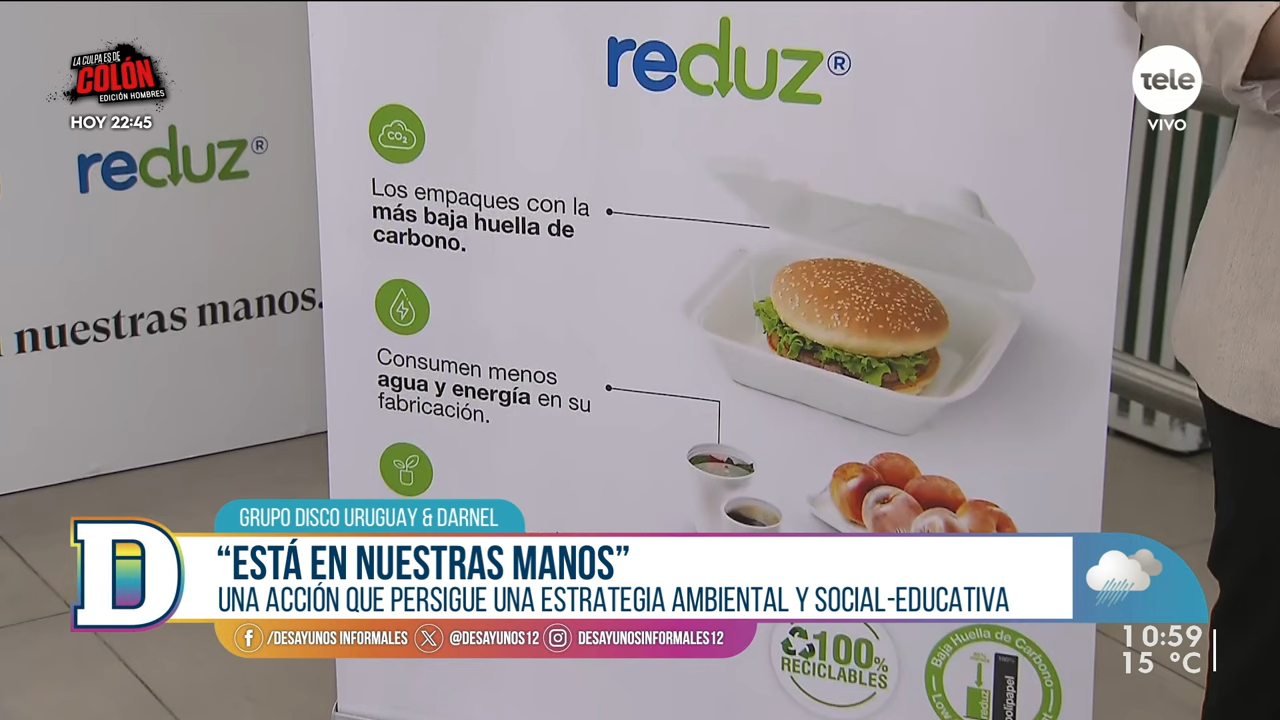 LA CULPA ES DE
COLÓN
EDICIÓN HOMBRES
HOY 22:45
tele
VIVO
reduz®
nuestras manos.
reduz®
CO₂
Los empaques con la
más baja huella de
carbono.
Consumen menos
agua y energía en su
fabricación.
GRUPO DISCO URUGUAY & DARNEL
D
“ESTÁ EN NUESTRAS MANOS”
UNA ACCIÓN QUE PERSIGUE UNA ESTRATEGIA AMBIENTAL Y SOCIAL-EDUCATIVA
/DESAYUNOS INFORMALES @DESAYUNOS12 DESAYUNOSINFORMALES12
10:59
15 °C
100%
RECICLABLES
Baja Huella de Carbono
reduz